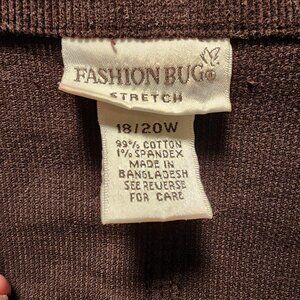 FASHION BUG®
STRETCH
18/20W
99% COTTON
1% SPANDEX
MADE IN
BANGLADESH
SEE REVERSE
FOR CARE